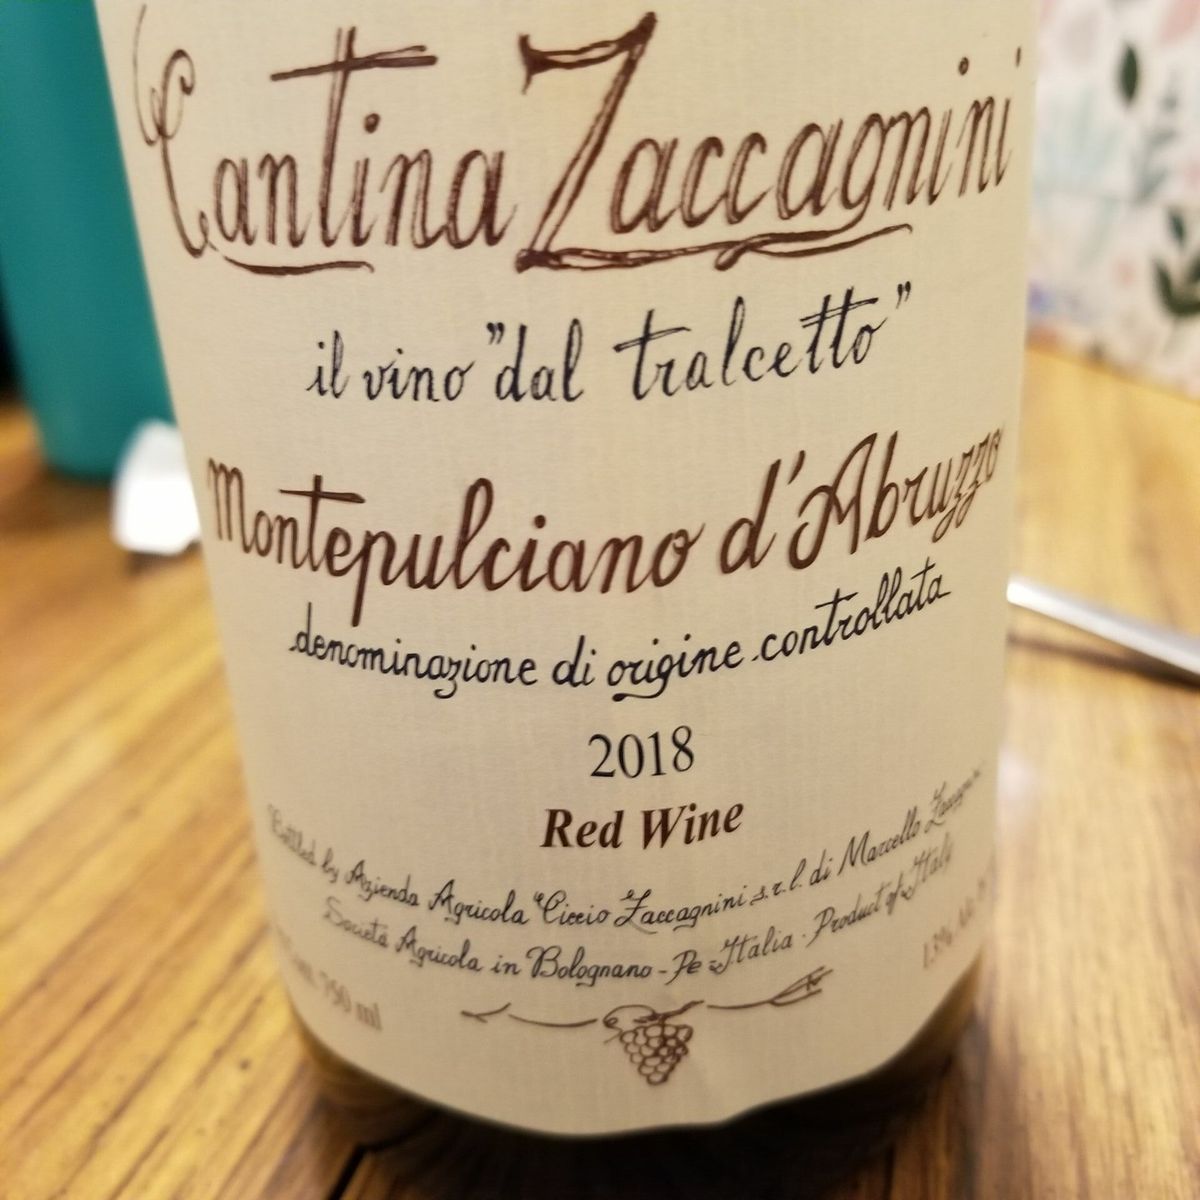 Cantina Zaccagnini
il vino "dal tralcetto"
Montepulciano d'Abruzzo
denominazione di origine controllata
2018
Red Wine
Bottled by Azienda Agricola "Ciccio Zaccagnini s.r.l. di Marcello Zaccagnini
Società Agricola in Bolognano - Pe Italia - Product of Italy
750 ml
13%